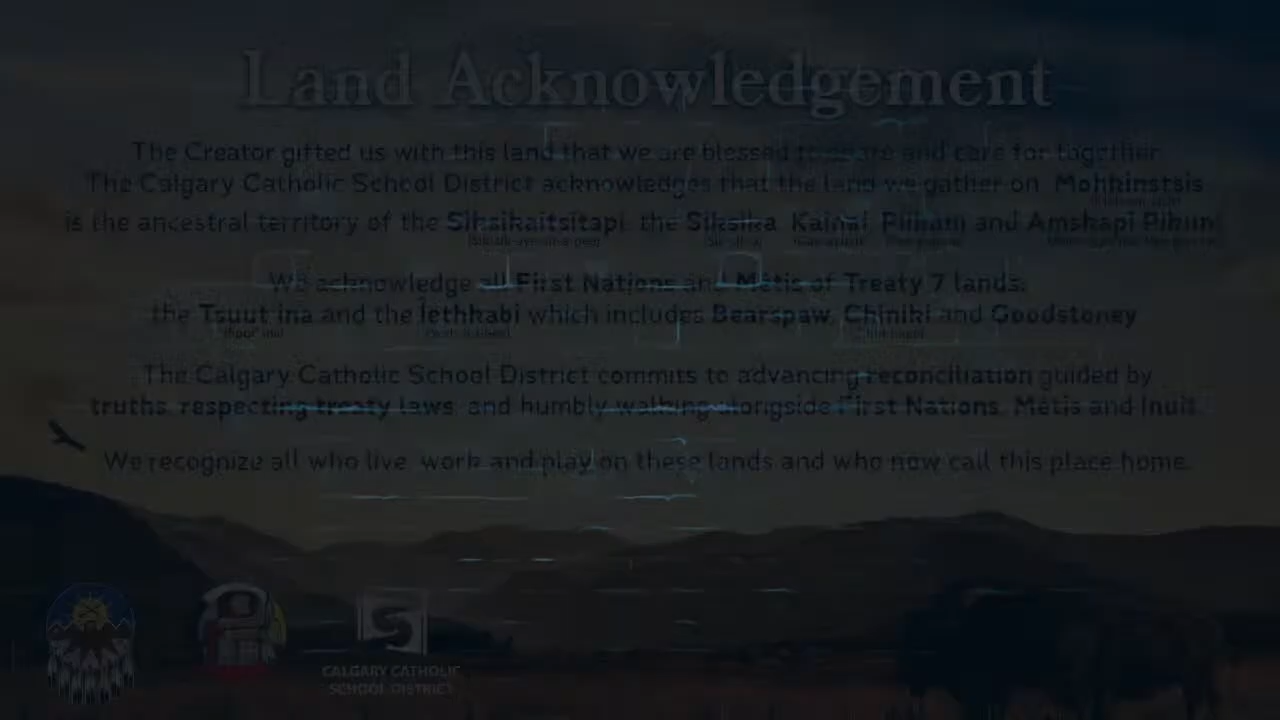 Land Acknowledgement
The Creator gifted us with this land that we are blessed to share and care for together.
The Calgary Catholic School District acknowledges that the land we gather on, Mohkinstsis
is the ancestral territory of the Siksikaitsitapi: the Siksika, Kainai, Piikani and Amskapi Piikuni
We acknowledge all First Nations and Métis of Treaty 7 lands:
the Tsuut'ina and the Îethkabi which includes Bearspaw, Chiniki and Goodstoney
The Calgary Catholic School District commits to advancing reconciliation guided by
truths, respecting treaty laws, and humbly walking alongside First Nations, Métis and Inuit.
We recognize all who live, work and play on these lands and who now call this place home.
CALGARY CATHOLIC
SCHOOL DISTRICT